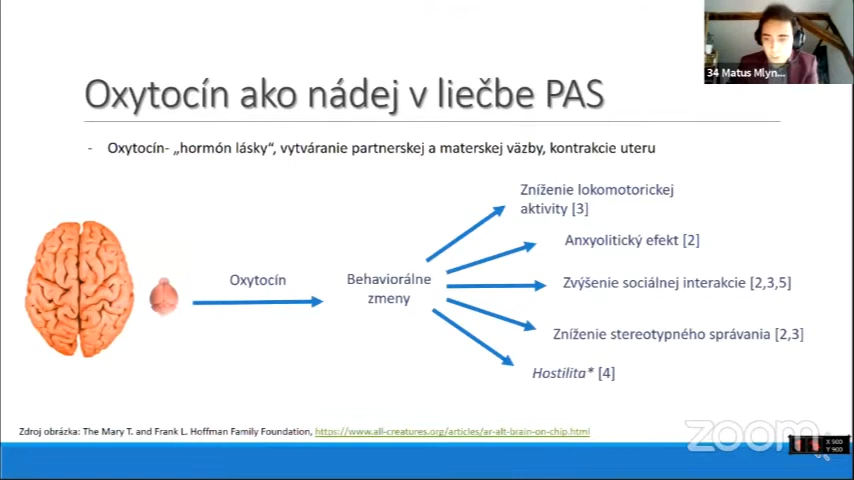 34 Matus Mlyn...
Oxytocín ako nádej v liečbe PAS
- Oxytocín- „hormón lásky“, vytváranie partnerskej a materskej väzby, kontrakcie uteru
Zníženie lokomotorickej
aktivity [3]
Anxyolitický efekt [2]
Oxytocín
Behaviorálne
zmeny
Zvýšenie sociálnej interakcie [2,3,5]
Zníženie stereotypného správania [2,3]
Hostilita* [4]
Zdroj obrázka: The Mary T. and Frank L. Hoffman Family Foundation, https://www.all-creatures.org/articles/ar-alt-brain-on-chip.html
zoom
X 900
Y 900